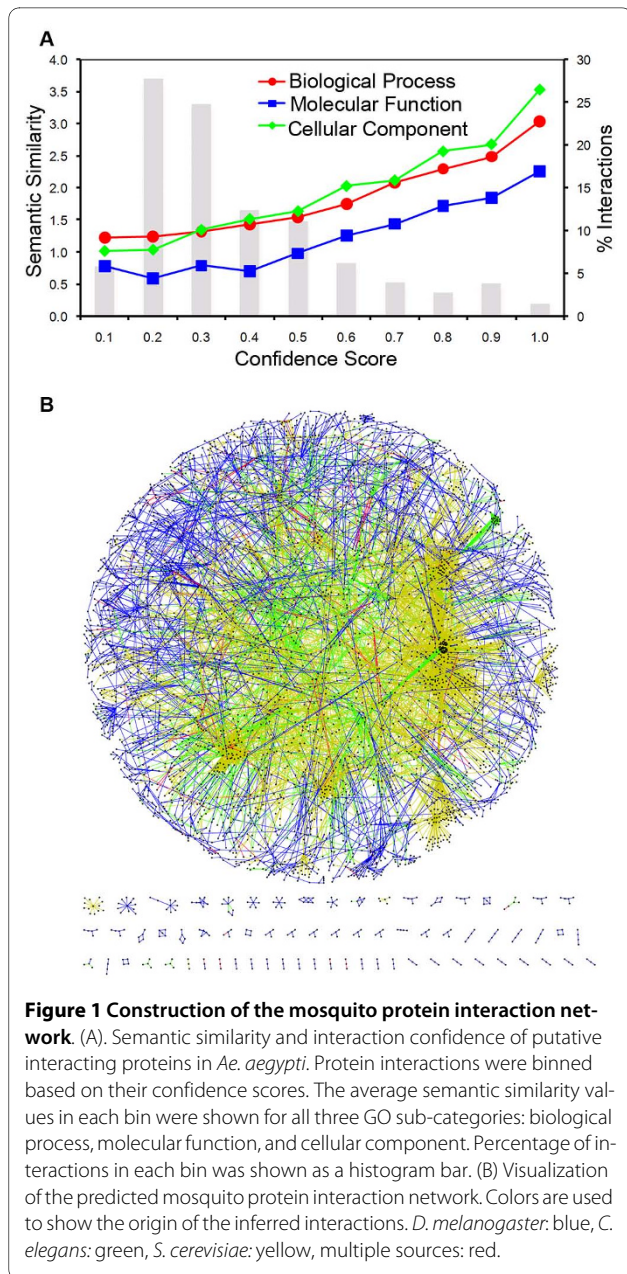 A
4.0
3.5
3.0
2.5
2.0
1.5
1.0
0.5
0.0
Semantic Similarity
Biological Process
Molecular Function
Cellular Component
30
25
20
15
10
5
0
% Interactions
0.1 0.2 0.3 0.4 0.5 0.6 0.7 0.8 0.9 1.0
Confidence Score
B
Figure 1 Construction of the mosquito protein interaction net-
work. (A). Semantic similarity and interaction confidence of putative
interacting proteins in Ae. aegypti. Protein interactions were binned
based on their confidence scores. The average semantic similarity val-
ues in each bin were shown for all three GO sub-categories: biological
process, molecular function, and cellular component. Percentage of in-
teractions in each bin was shown as a histogram bar. (B) Visualization
of the predicted mosquito protein interaction network. Colors are used
to show the origin of the inferred interactions. D. melanogaster: blue, C.
elegans: green, S. cerevisiae: yellow, multiple sources: red.